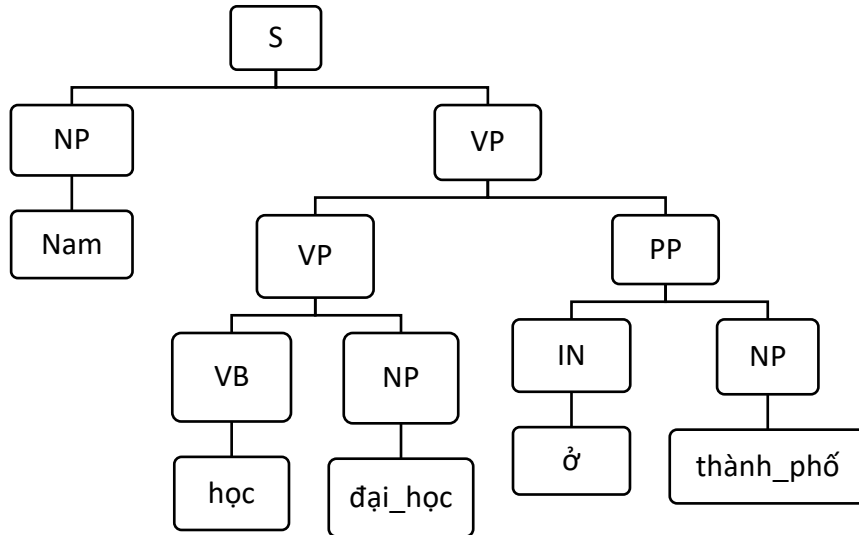 S
NP VP
Nam VP PP
VB NP IN NP
học đại_học ở thành_phố